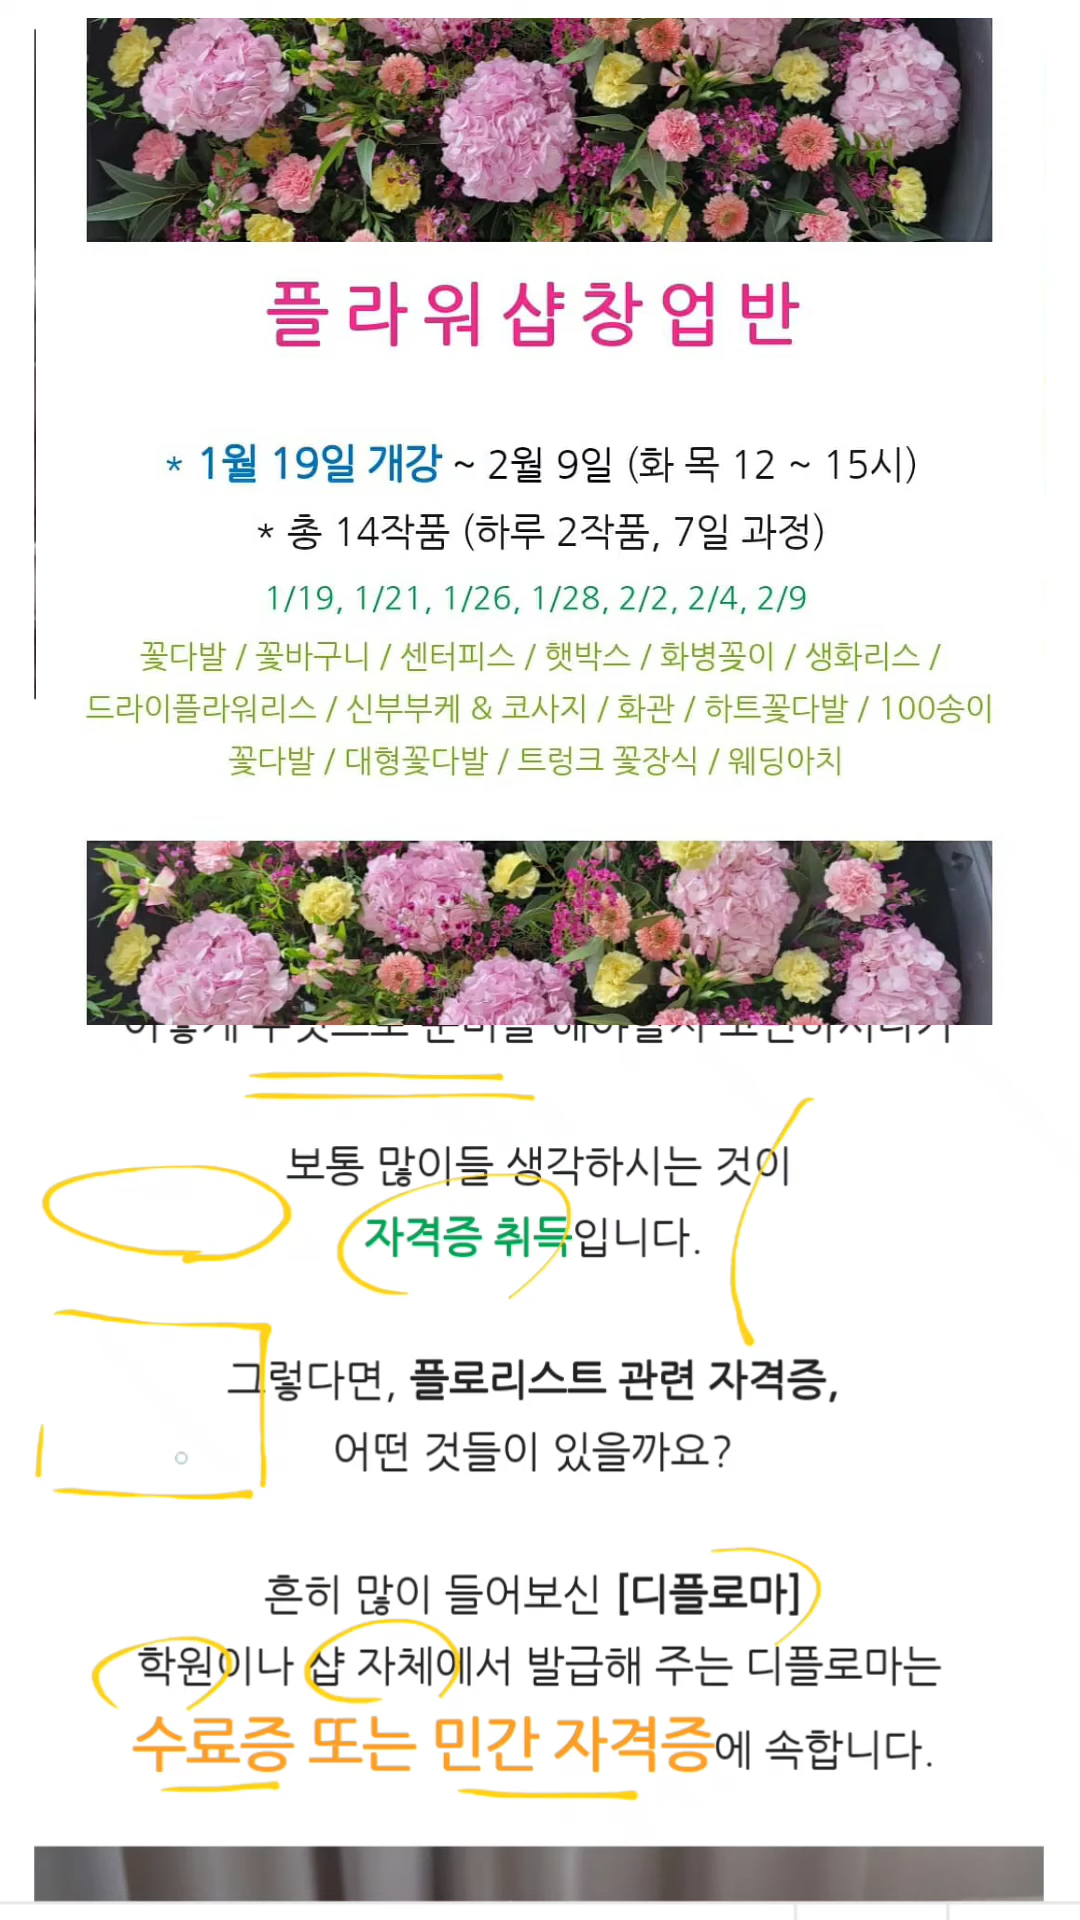 플라워샵창업반
* 1월 19일 개강 ~ 2월 9일 (화 목 12 ~ 15시)
* 총 14작품 (하루 2작품, 7일 과정)
1/19, 1/21, 1/26, 1/28, 2/2, 2/4, 2/9
꽃다발 / 꽃바구니 / 센터피스 / 햇박스 / 화병꽂이 / 생화리스 /
드라이플라워리스 / 신부부케 & 코사지 / 화관 / 하트꽃다발 / 100송이
꽃다발 / 대형꽃다발 / 트렁크 꽃장식 / 웨딩아치
보통 많이들 생각하시는 것이
자격증 취득입니다.
그렇다면, 플로리스트 관련 자격증,
어떤 것들이 있을까요?
흔히 많이 들어보신 [디플로마]
학원이나 샵 자체에서 발급해 주는 디플로마는
수료증 또는 민간 자격증에 속합니다.